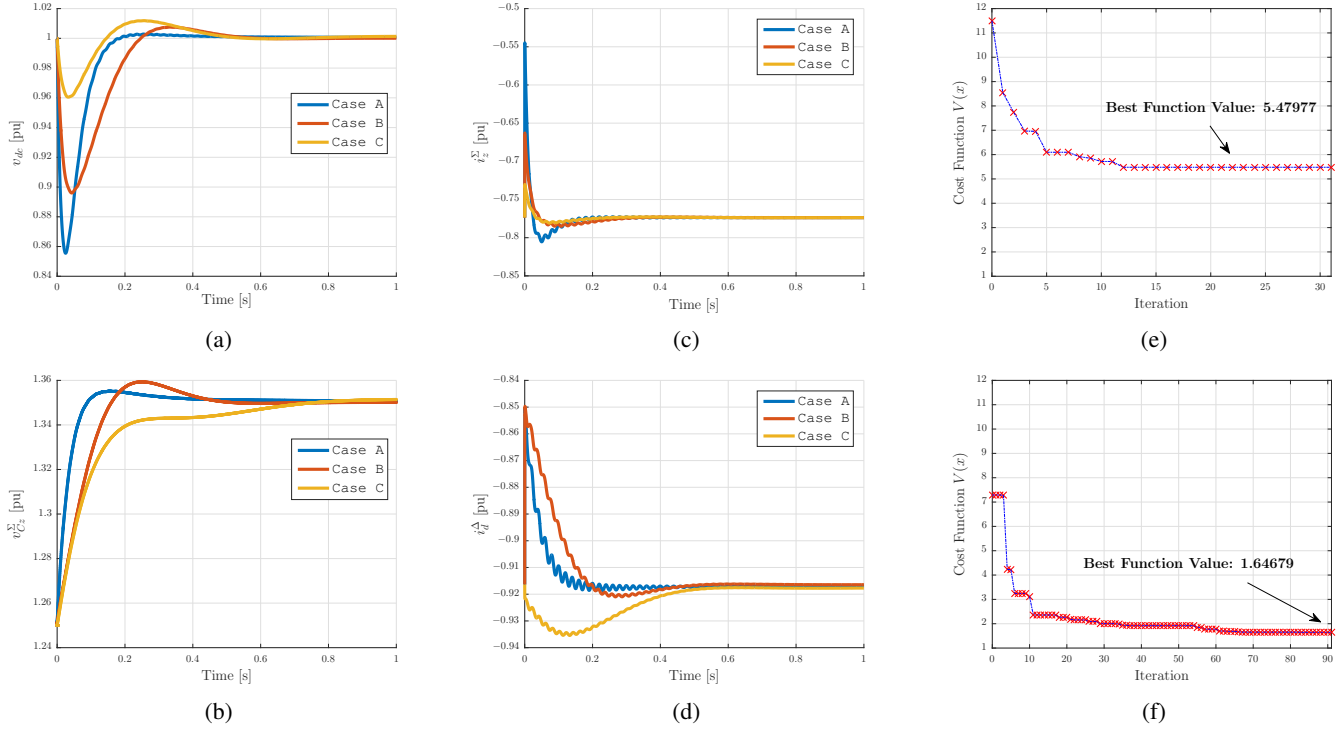 1.02
1
0.98
0.96
0.94
0.92
0.9
0.88
0.86
0.84
v_dc [pu]
Case A
Case B
Case C
0 0.2 0.4 0.6 0.8 1
Time [s]
(a)
−0.5
−0.55
−0.6
−0.65
−0.7
−0.75
−0.8
−0.85
i_z^Σ [pu]
Case A
Case B
Case C
0 0.2 0.4 0.6 0.8 1
Time [s]
(c)
12
11
10
9
8
7
6
5
4
3
2
1
Cost Function V(x)
Best Function Value: 5.47977
0 5 10 15 20 25 30
Iteration
(e)
1.36
1.34
1.32
1.3
1.28
1.26
1.24
v_Cz^Σ [pu]
Case A
Case B
Case C
0 0.2 0.4 0.6 0.8 1
Time [s]
(b)
−0.84
−0.85
−0.86
−0.87
−0.88
−0.89
−0.9
−0.91
−0.92
−0.93
−0.94
i_d^Δ [pu]
Case A
Case B
Case C
0 0.2 0.4 0.6 0.8 1
Time [s]
(d)
12
11
10
9
8
7
6
5
4
3
2
1
Cost Function V(x)
Best Function Value: 1.64679
0 10 20 30 40 50 60 70 80 90
Iteration
(f)